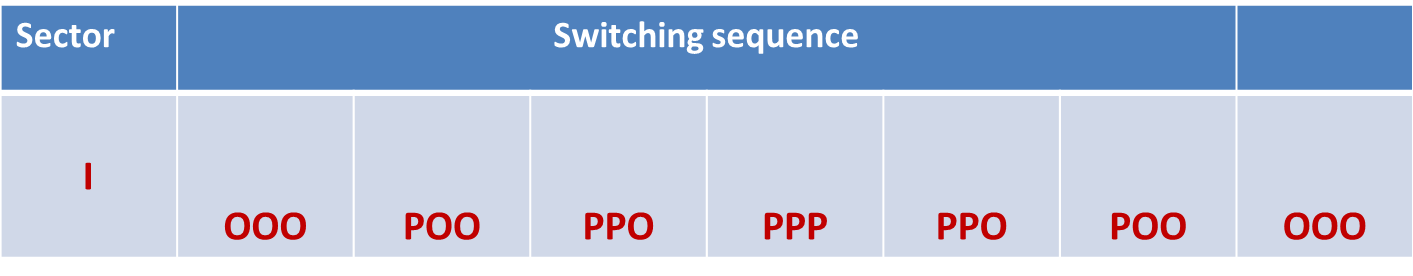 Sector Switching sequence
I OOO POO PPO PPP PPO POO OOO